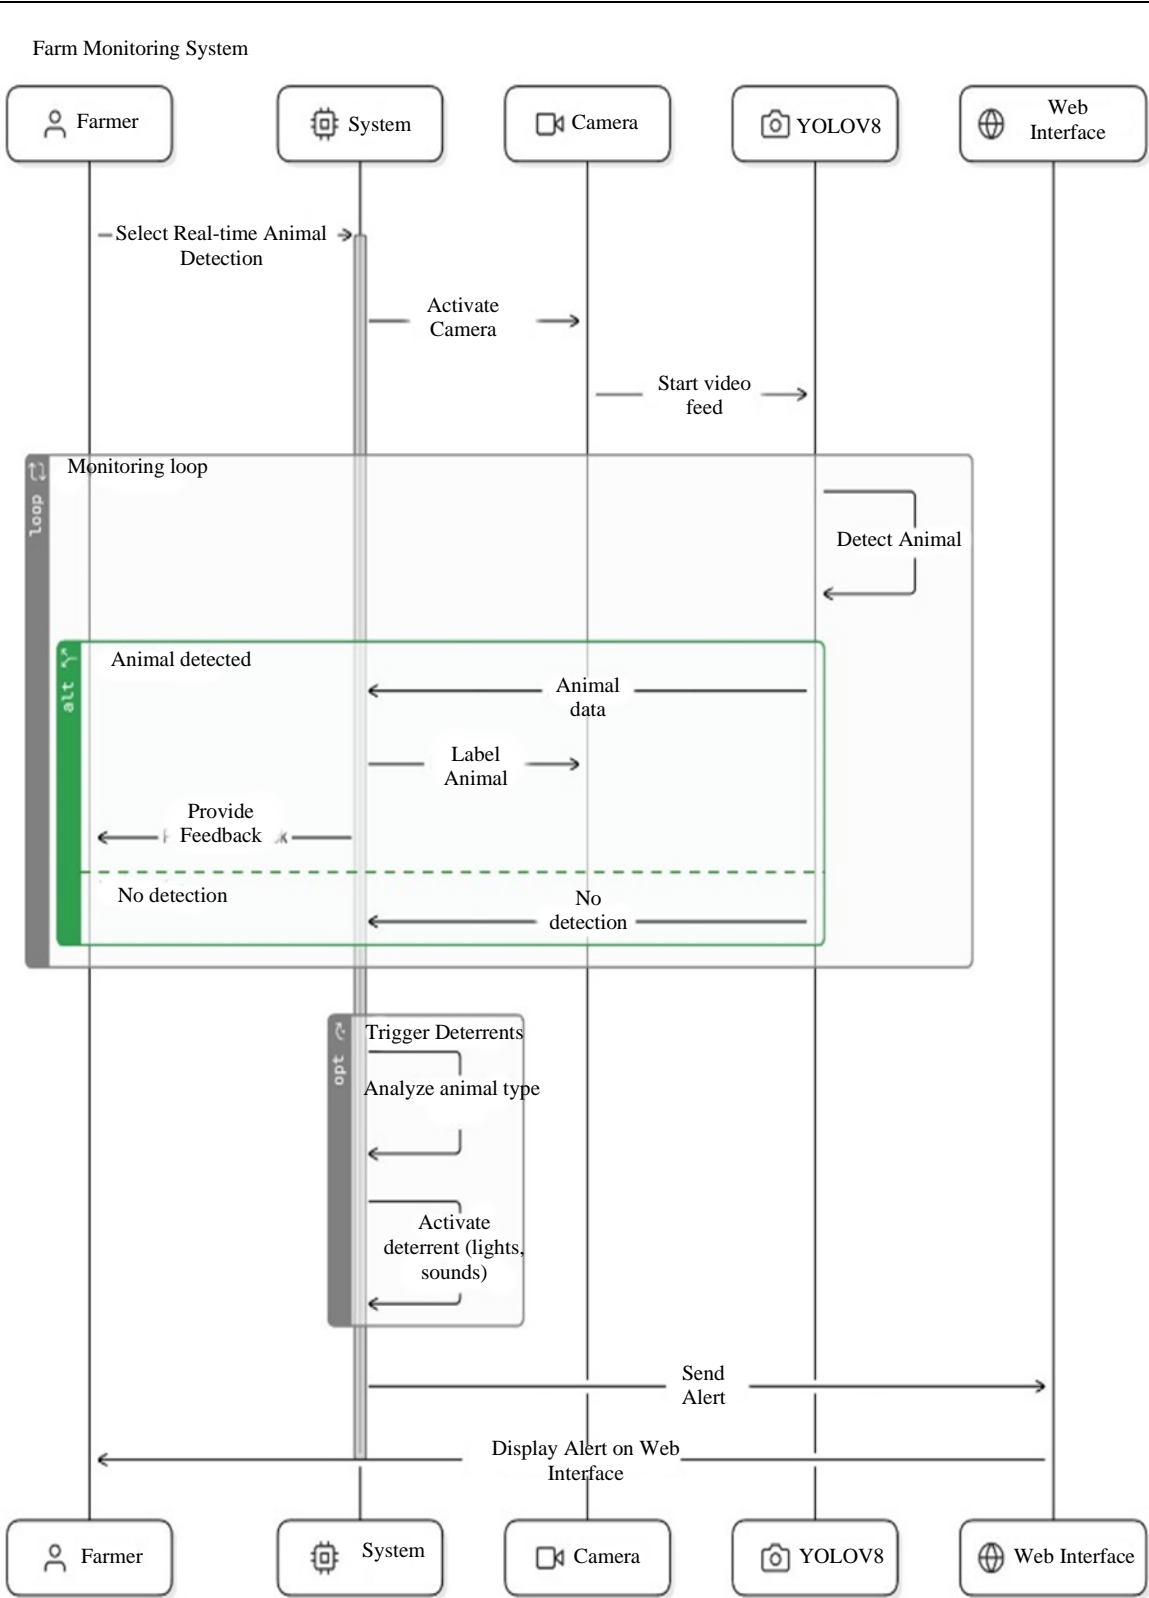 Farm Monitoring System
Farmer
System
Camera
YOLOV8
Web
Interface
Select Real-time Animal
Detection
Activate
Camera
Start video
feed
loop
Monitoring loop
Detect Animal
alt
Animal detected
Animal
data
Label
Animal
Provide
Feedback
No detection
No
detection
opt
Trigger Deterrents
Analyze animal type
Activate
deterrent (lights,
sounds)
Send
Alert
Display Alert on Web
Interface
Farmer
System
Camera
YOLOV8
Web Interface